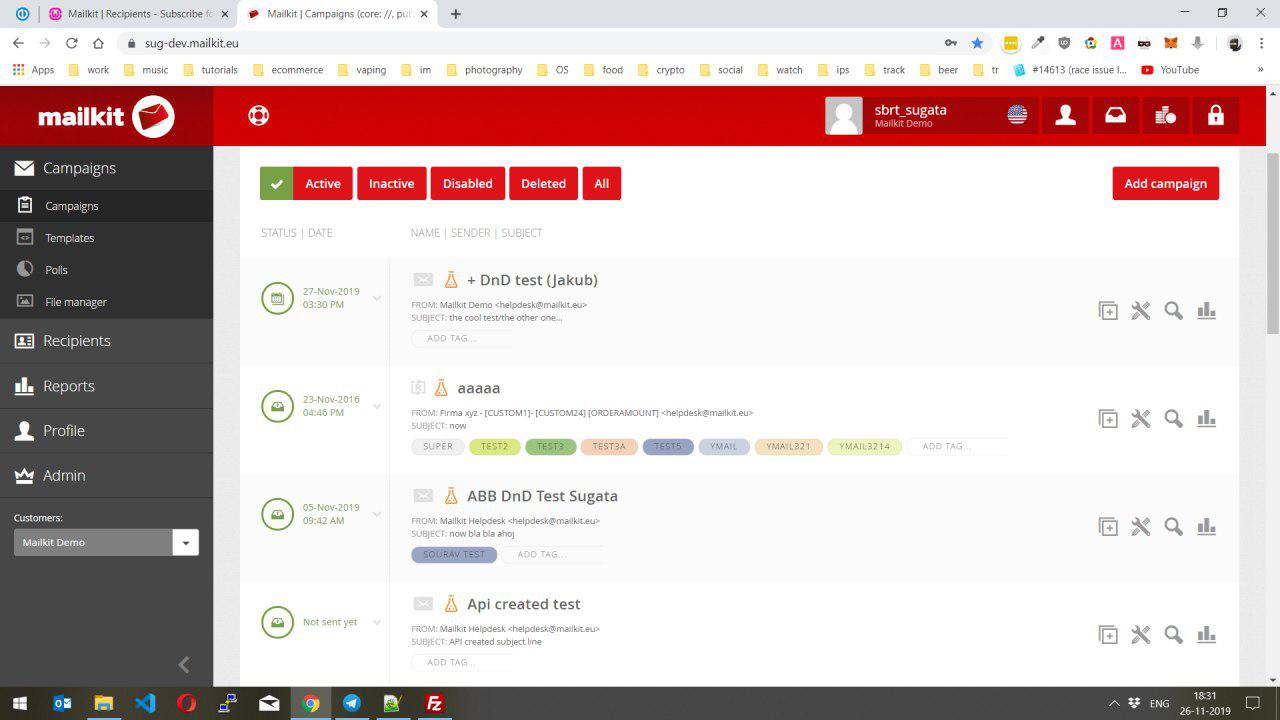 Mailkit | Recipients - Subscribe fo
Mailkit | Campaigns (core: //, pub
sug-dev.mailkit.eu
Apps work music tutorials ecommerce vaping im photography OS food crypto social watch ips track beer tr #14613 (race issue I... YouTube
mailkit
sbrt_sugata
Mailkit Demo
Campaigns
Campaigns
Templates
Polls
File manager
Recipients
Reports
Profile
Admin
Customers:
Mailkit Demo
Active Inactive Disabled Deleted All Add campaign
STATUS | DATE NAME | SENDER | SUBJECT
27-Nov-2019
03:30 PM
+ DnD test (Jakub)
FROM: Mailkit Demo <helpdesk@mailkit.eu>
SUBJECT: the cool test/the other one...
ADD TAG...
23-Nov-2016
04:46 PM
aaaaa
FROM: Firma xyz - [CUSTOM1]- [CUSTOM24] [ORDERAMOUNT] <helpdesk@mailkit.eu>
SUBJECT: now
SUPER TEST2 TEST3 TEST3A TEST5 YMAIL YMAIL321 YMAIL3214 ADD TAG...
05-Nov-2019
09:42 AM
ABB DnD Test Sugata
FROM: Mailkit Helpdesk <helpdesk@mailkit.eu>
SUBJECT: now bla bla ahoj
SOURAV TEST ADD TAG...
Not sent yet
Api created test
FROM: Mailkit Helpdesk <helpdesk@mailkit.eu>
SUBJECT: API created subject line
ADD TAG...
ENG
18:31
26-11-2019